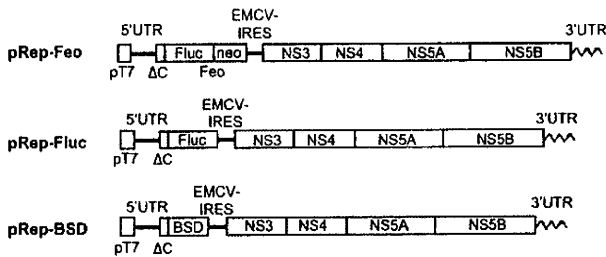 EMCV-
5'UTR IRES 3'UTR
pRep-Feo Fluc neo NS3 NS4 NS5A NS5B
pT7 ΔC Feo
EMCV-
5'UTR IRES 3'UTR
pRep-Fluc Fluc NS3 NS4 NS5A NS5B
pT7 ΔC
EMCV-
5'UTR IRES 3'UTR
pRep-BSD BSD NS3 NS4 NS5A NS5B
pT7 ΔC